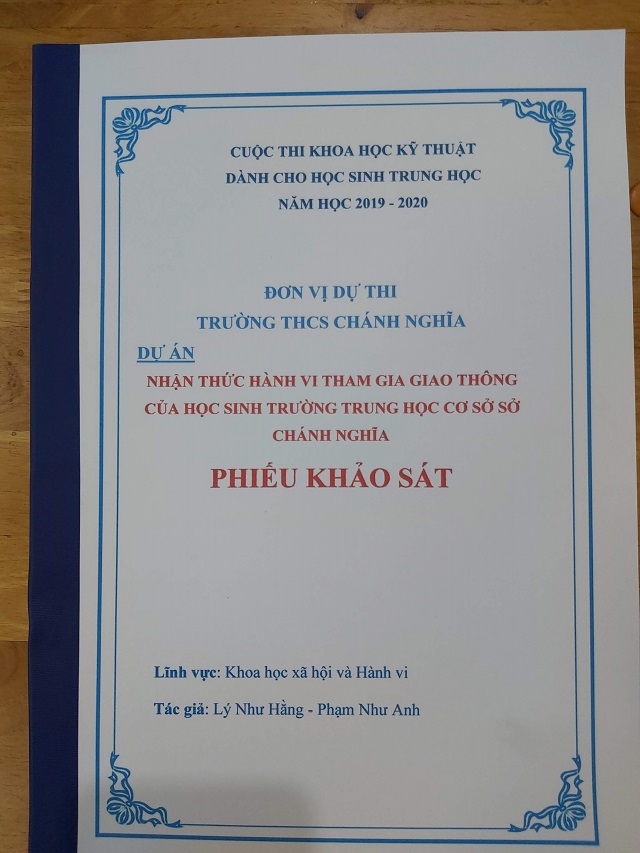 CUỘC THI KHOA HỌC KỸ THUẬT
DÀNH CHO HỌC SINH TRUNG HỌC
NĂM HỌC 2019 - 2020
ĐƠN VỊ DỰ THI
TRƯỜNG THCS CHÁNH NGHĨA
DỰ ÁN
NHẬN THỨC HÀNH VI THAM GIA GIAO THÔNG
CỦA HỌC SINH TRƯỜNG TRUNG HỌC CƠ SỞ SỞ
CHÁNH NGHĨA
PHIẾU KHẢO SÁT
Lĩnh vực: Khoa học xã hội và Hành vi
Tác giả: Lý Như Hằng - Phạm Như Anh